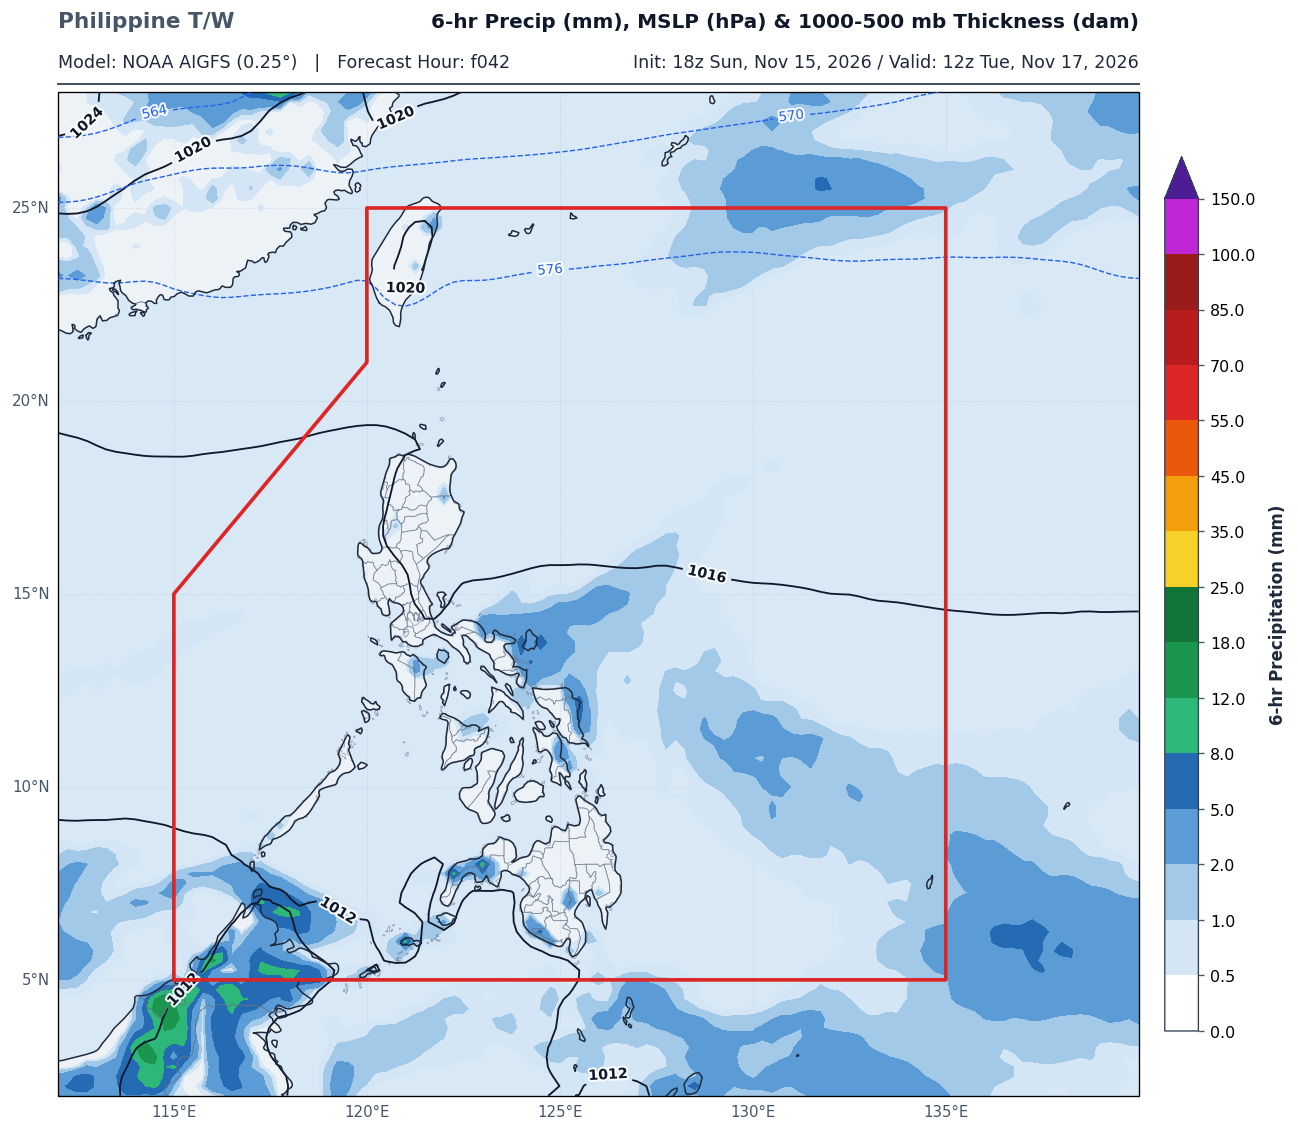 Philippine T/W
6-hr Precip (mm), MSLP (hPa) & 1000-500 mb Thickness (dam)
Model: NOAA AIGFS (0.25°) | Forecast Hour: f042
Init: 18z Sun, Nov 15, 2026 / Valid: 12z Tue, Nov 17, 2026
1024
564
1020
1020
570
576
1020
1016
1012
1012
1012
25°N
20°N
15°N
10°N
5°N
115°E
120°E
125°E
130°E
135°E
150.0
100.0
85.0
70.0
55.0
45.0
35.0
25.0
18.0
12.0
8.0
5.0
2.0
1.0
0.5
0.0
6-hr Precipitation (mm)